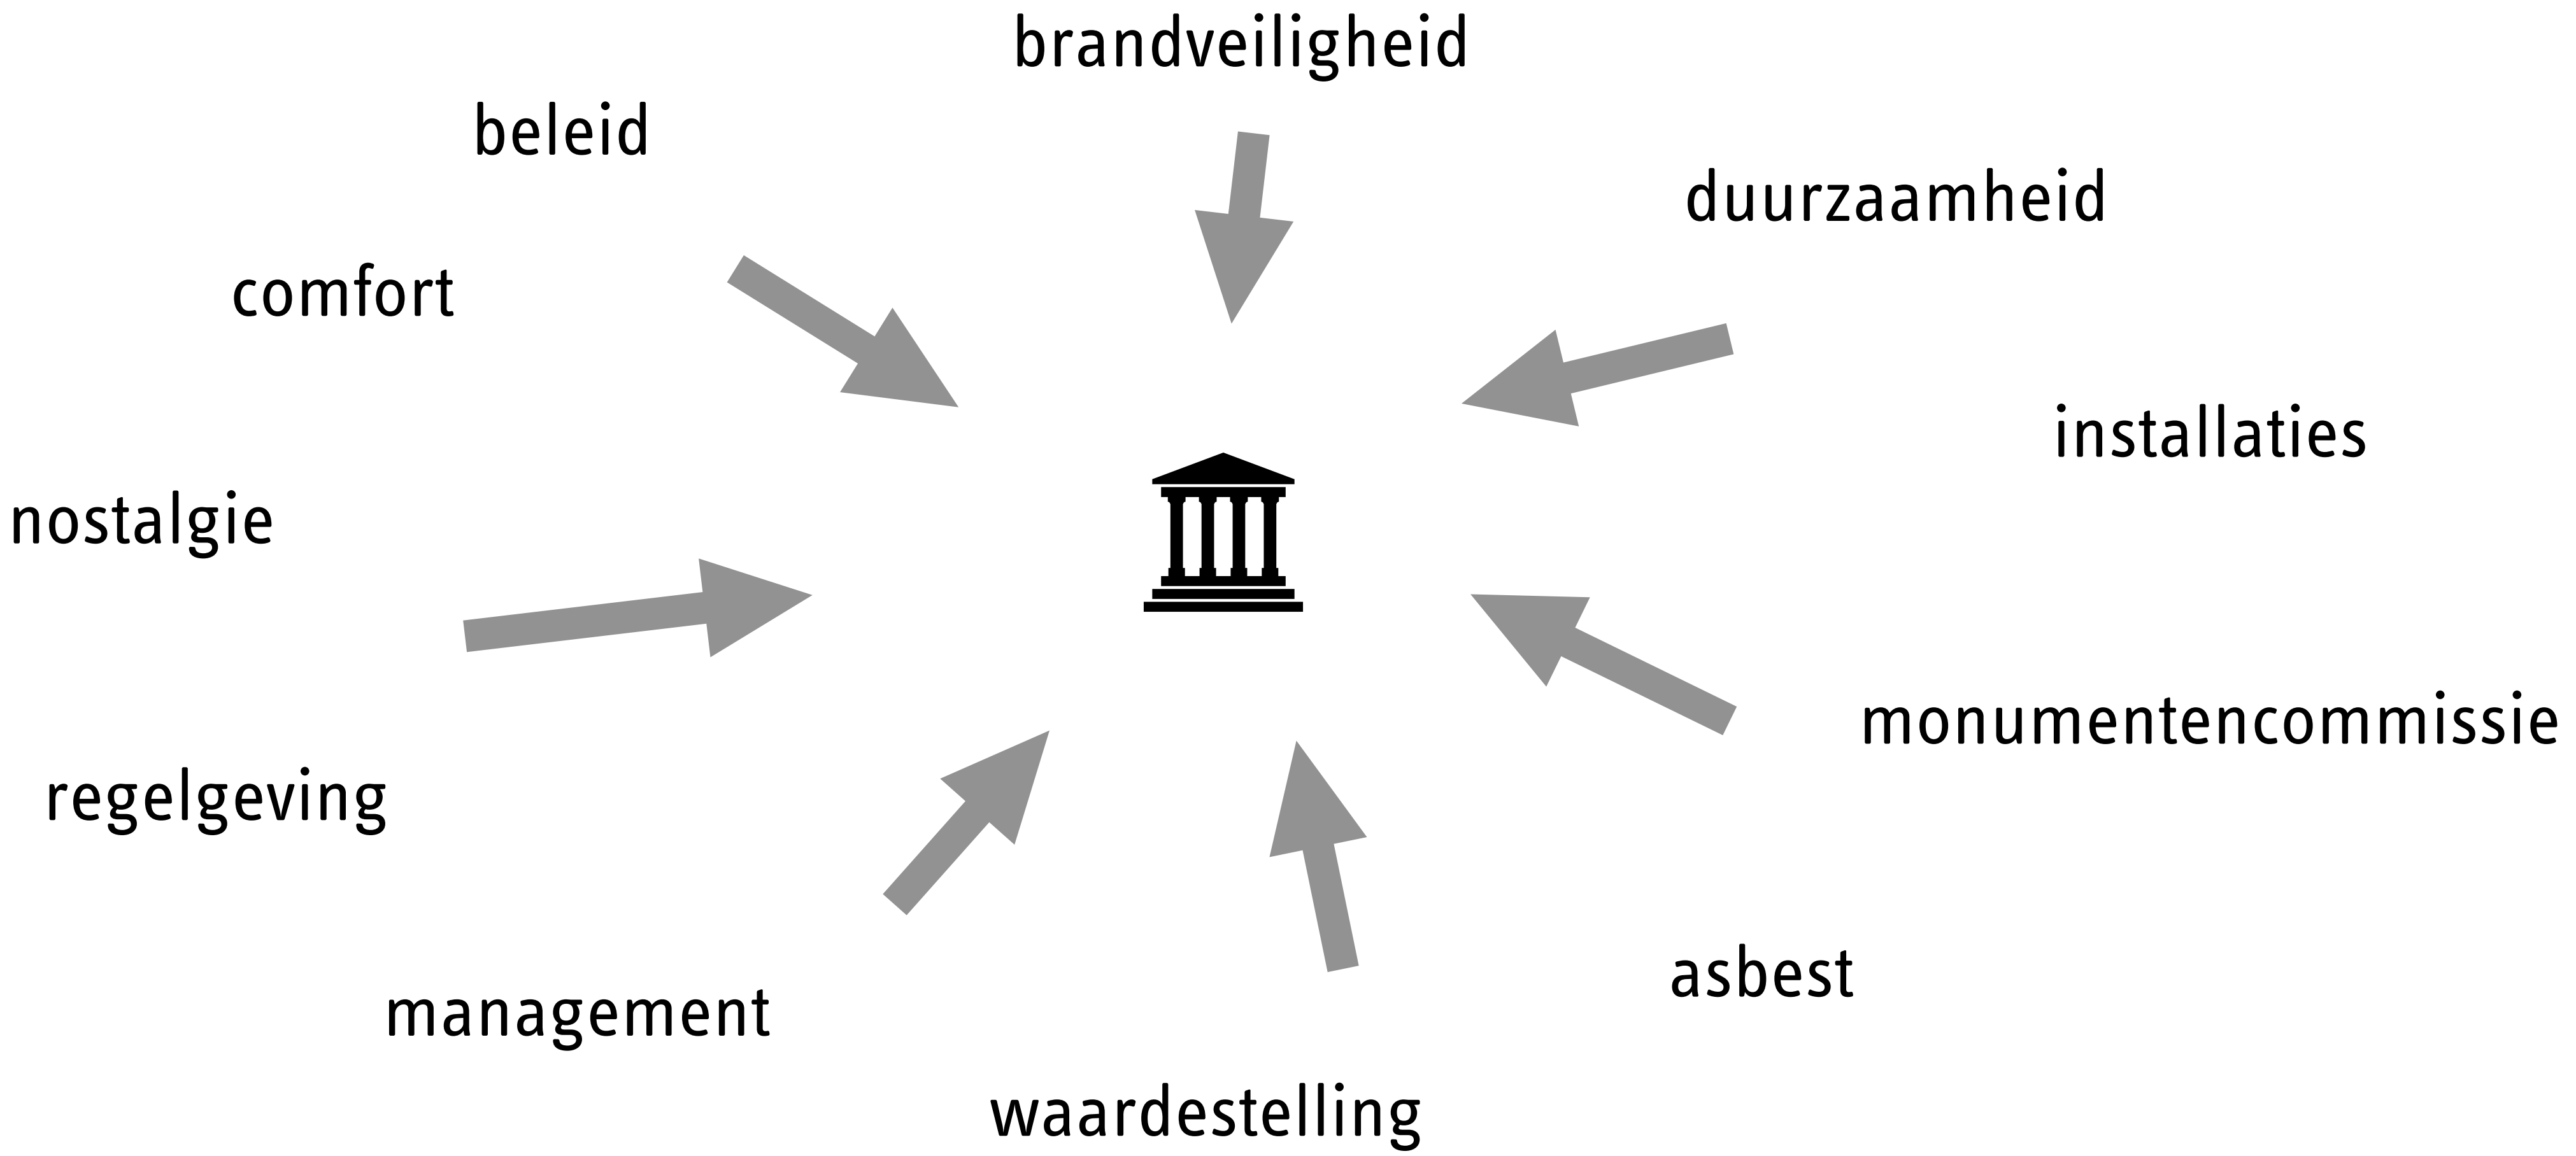 brandveiligheid
beleid
duurzaamheid
comfort
installaties
nostalgie
monumentencommissie
regelgeving
asbest
management
waardestelling